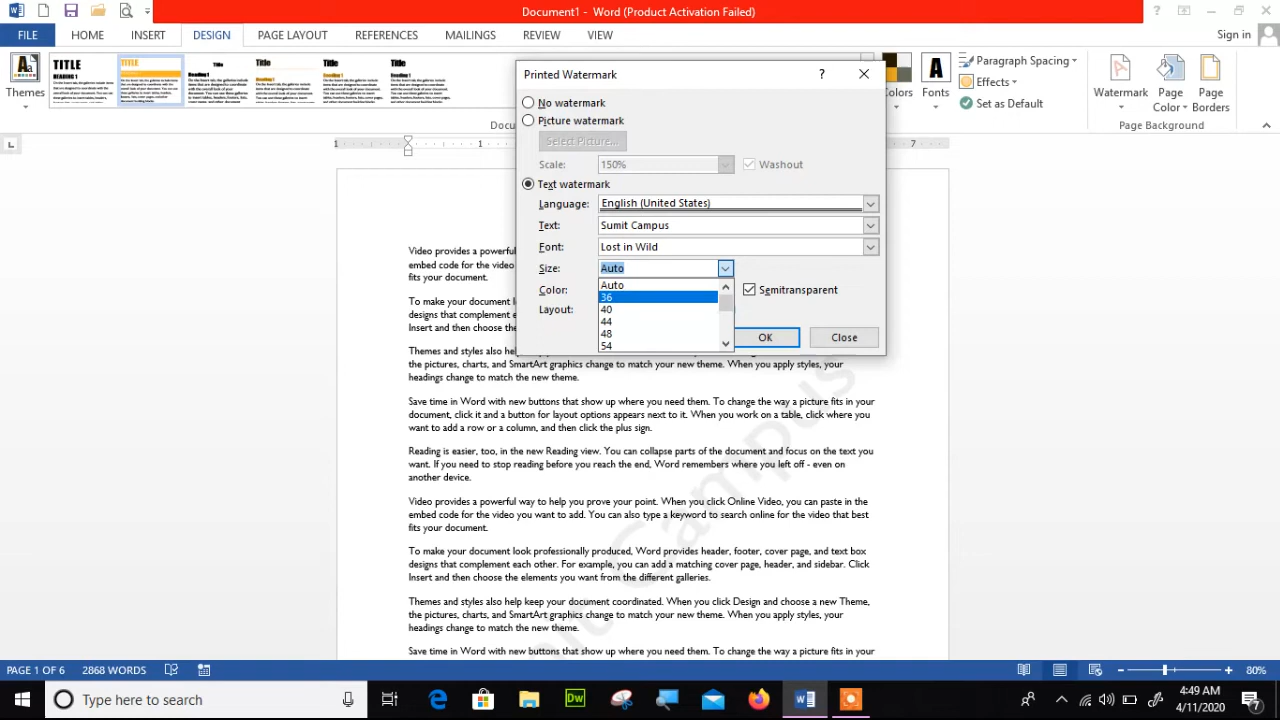 Document1 - Word (Product Activation Failed)
FILE HOME INSERT DESIGN PAGE LAYOUT REFERENCES MAILINGS REVIEW VIEW Sign in
Themes
TITLE
HEADING 1
TITLE
Title
Heading 1
TITLE
Title
Heading 1
Title
Heading 1
Colors
Fonts
Paragraph Spacing
Effects
Set as Default
Watermark
Page Color
Page Borders
Page Background
Printed Watermark
No watermark
Picture watermark
Select Picture...
Scale: 150% Washout
Text watermark
Language: English (United States)
Text: Sumit Campus
Font: Lost in Wild
Size: Auto
Auto
Color: Semitransparent
36
40
Layout:
44
48
54
OK Close
1 1 7
Video provides a powerful
embed code for the video
fits your document.
To make your document
designs that complement
Insert and then choose the
Themes and styles also
the pictures, charts, and SmartArt graphics change to match your new theme. When you apply styles, your
headings change to match the new theme.
Save time in Word with new buttons that show up where you need them. To change the way a picture fits in your
document, click it and a button for layout options appears next to it. When you work on a table, click where you
want to add a row or a column, and then click the plus sign.
Reading is easier, too, in the new Reading view. You can collapse parts of the document and focus on the text you
want. If you need to stop reading before you reach the end, Word remembers where you left off - even on
another device.
Video provides a powerful way to help you prove your point. When you click Online Video, you can paste in the
embed code for the video you want to add. You can also type a keyword to search online for the video that best
fits your document.
To make your document look professionally produced, Word provides header, footer, cover page, and text box
designs that complement each other. For example, you can add a matching cover page, header, and sidebar. Click
Insert and then choose the elements you want from the different galleries.
Themes and styles also help keep your document coordinated. When you click Design and choose a new Theme,
the pictures, charts, and SmartArt graphics change to match your new theme. When you apply styles, your
headings change to match the new theme.
Save time in Word with new buttons that show up where you need them. To change the way a picture fits in your
Campus
PAGE 1 OF 6 2868 WORDS 80%
Type here to search
Dw
4:49 AM
4/11/2020
7